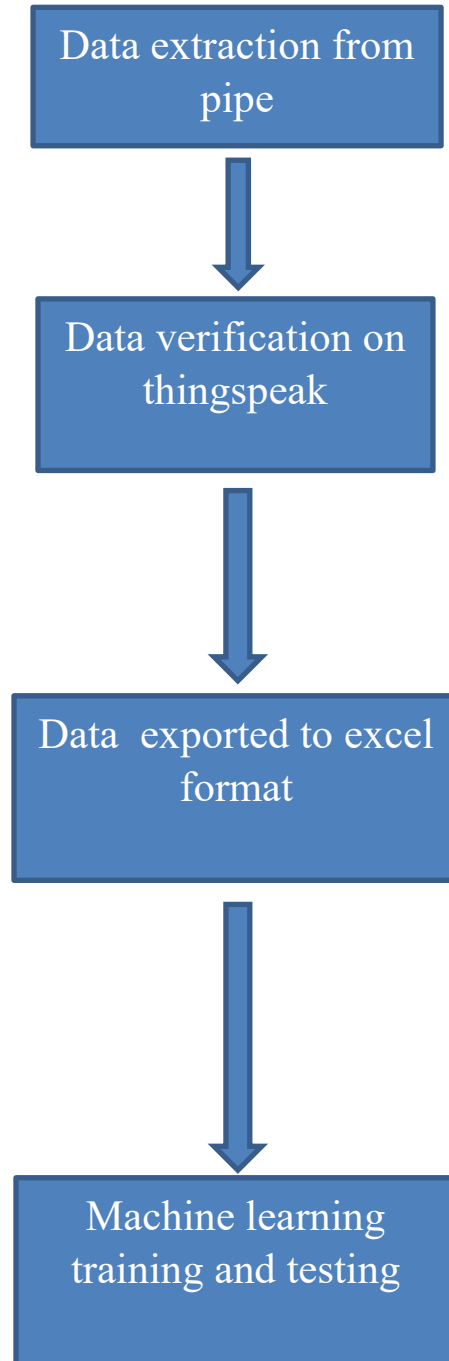 Data extraction from
pipe
Data verification on
thingspeak
Data  exported to excel
format
Machine learning
training and testing